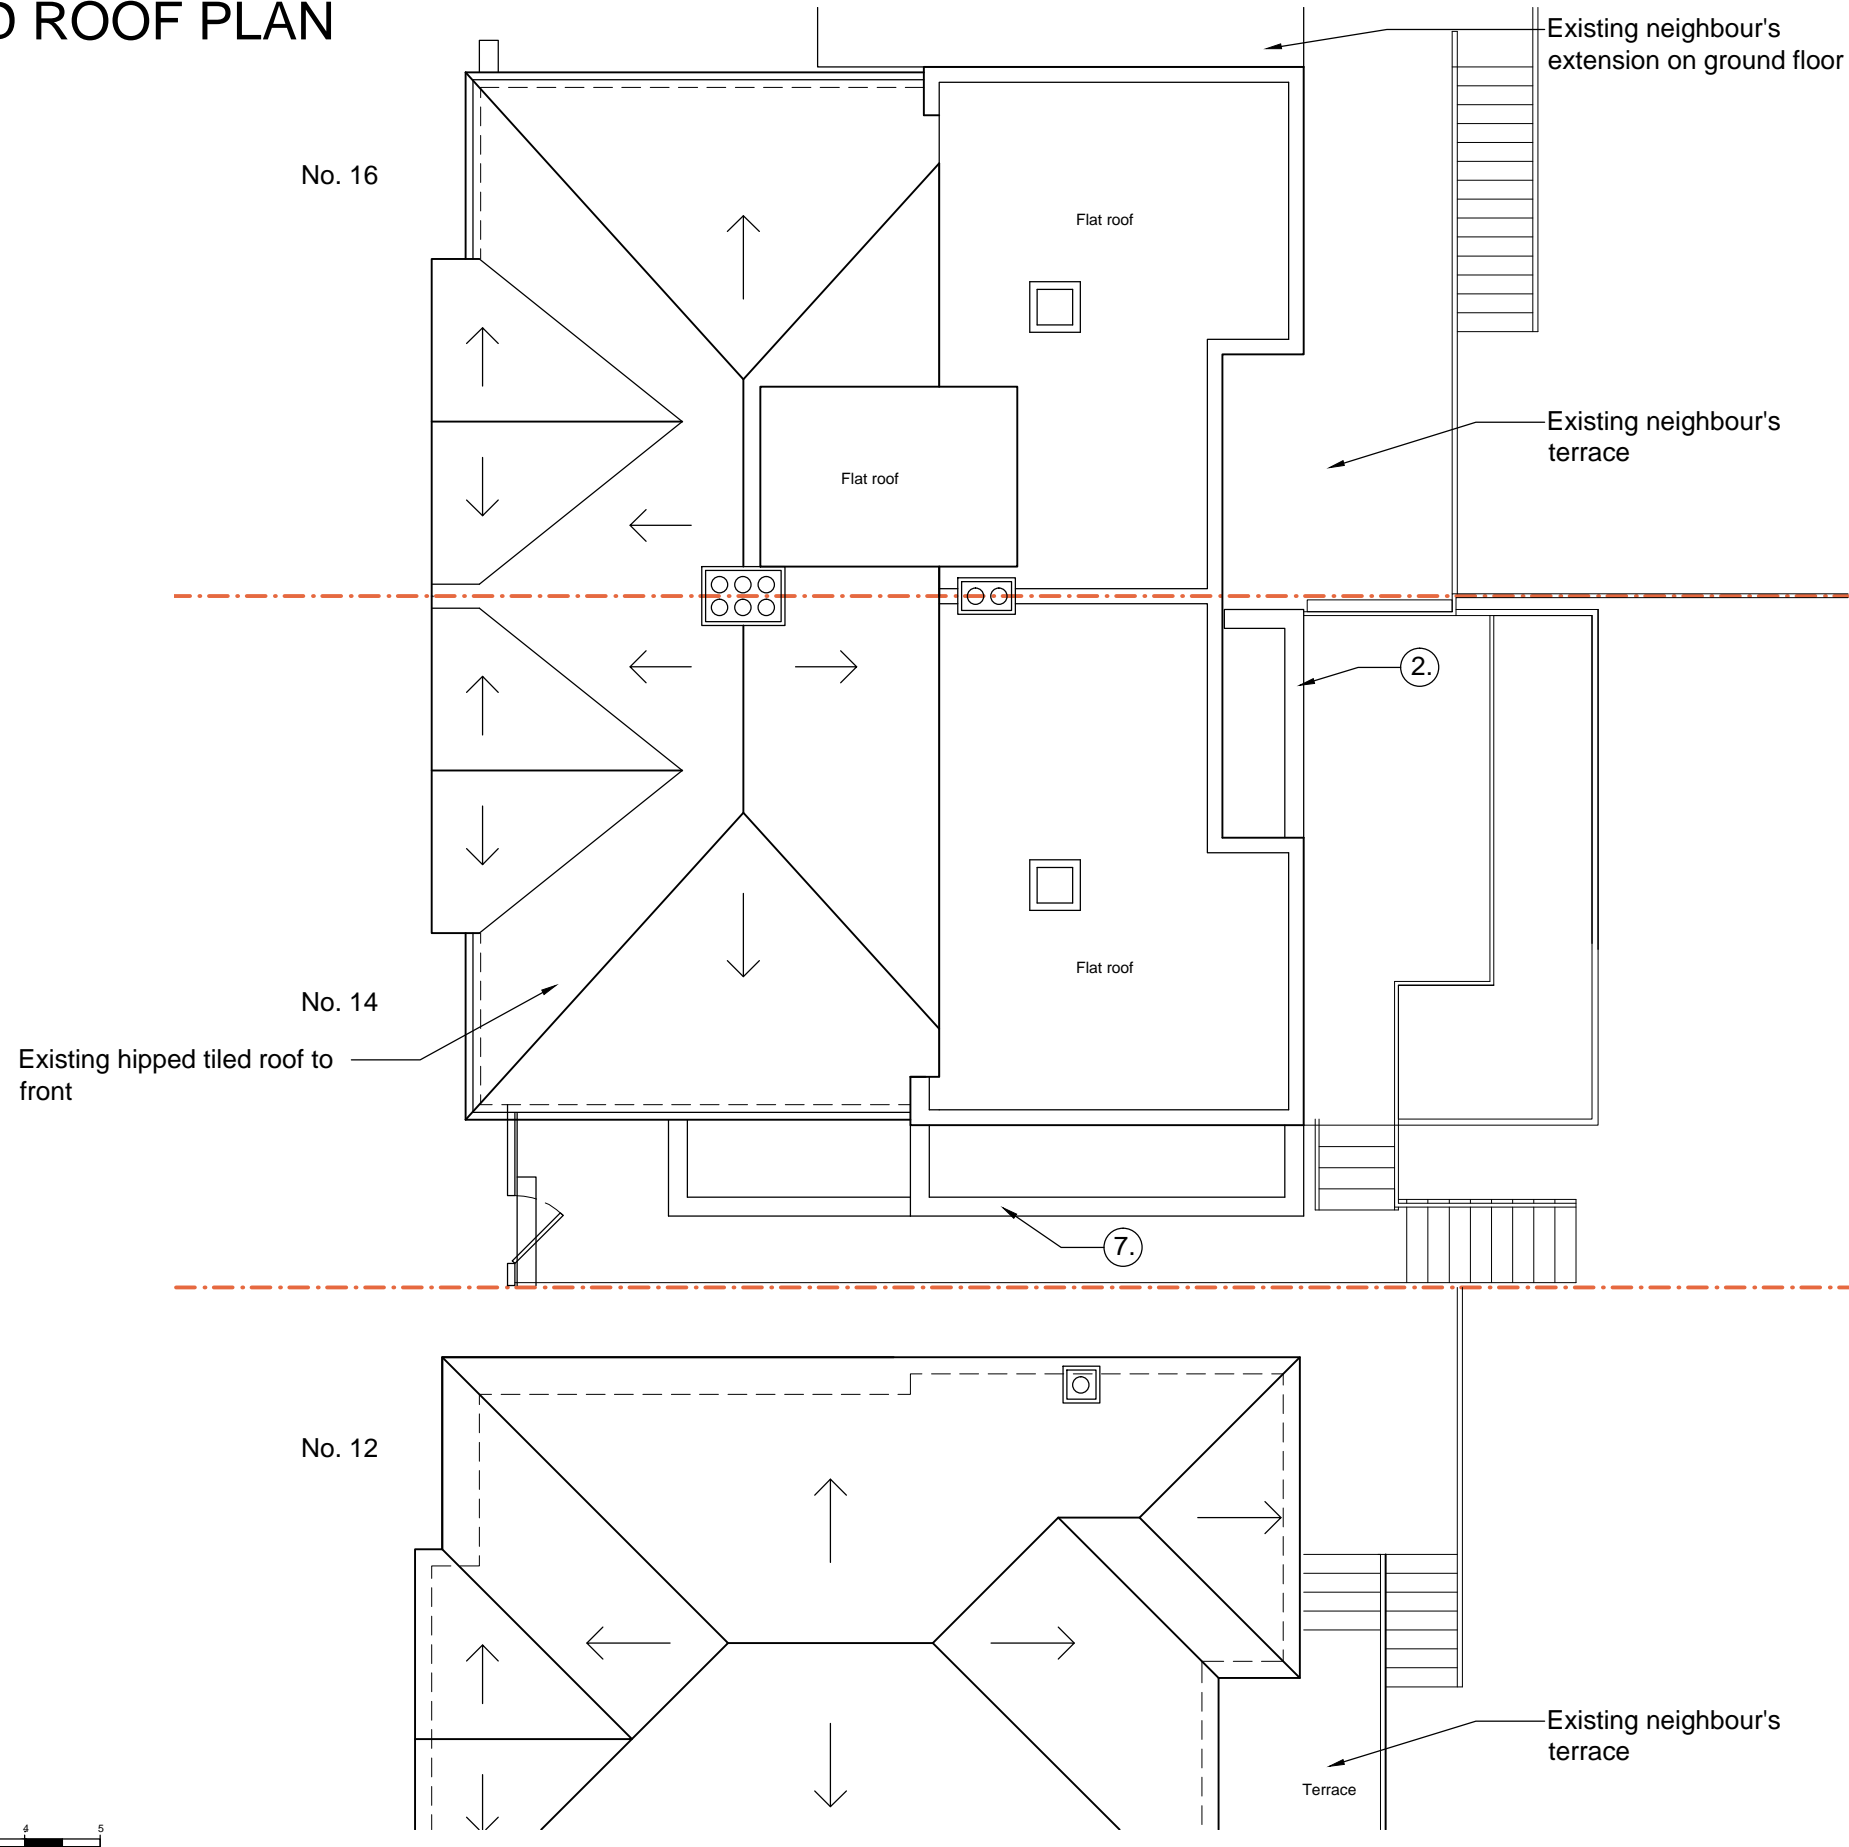 D ROOF PLAN
Existing neighbour's
extension on ground floor
No. 16
Flat roof
Existing neighbour's
terrace
Flat roof
2.
Flat roof
No. 14
Existing hipped tiled roof to
front
7.
No. 12
Existing neighbour's
terrace
Terrace
4 5